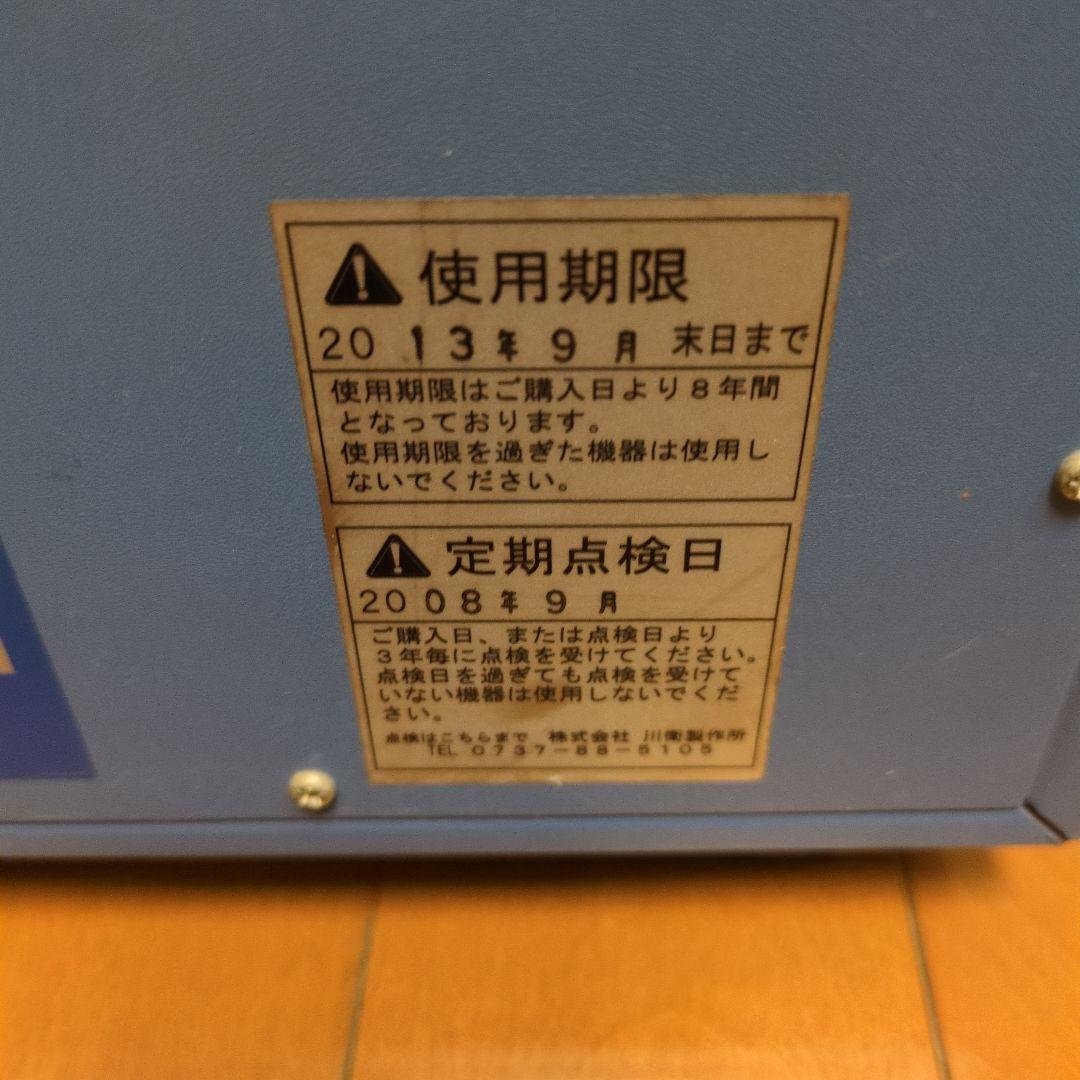 使用期限
2013年9月 末日まで
使用期限はご購入日より8年間
となっております。
使用期限を過ぎた機器は使用し
ないでください。
定期点検日
2008年9月
ご購入日、または点検日より
3年毎に点検を受けてください。
点検日を過ぎても点検を受けて
いない機器は使用しないでくだ
さい。
点検はこちらまで 株式会社 川衛製作所
TEL 0737-88-5105